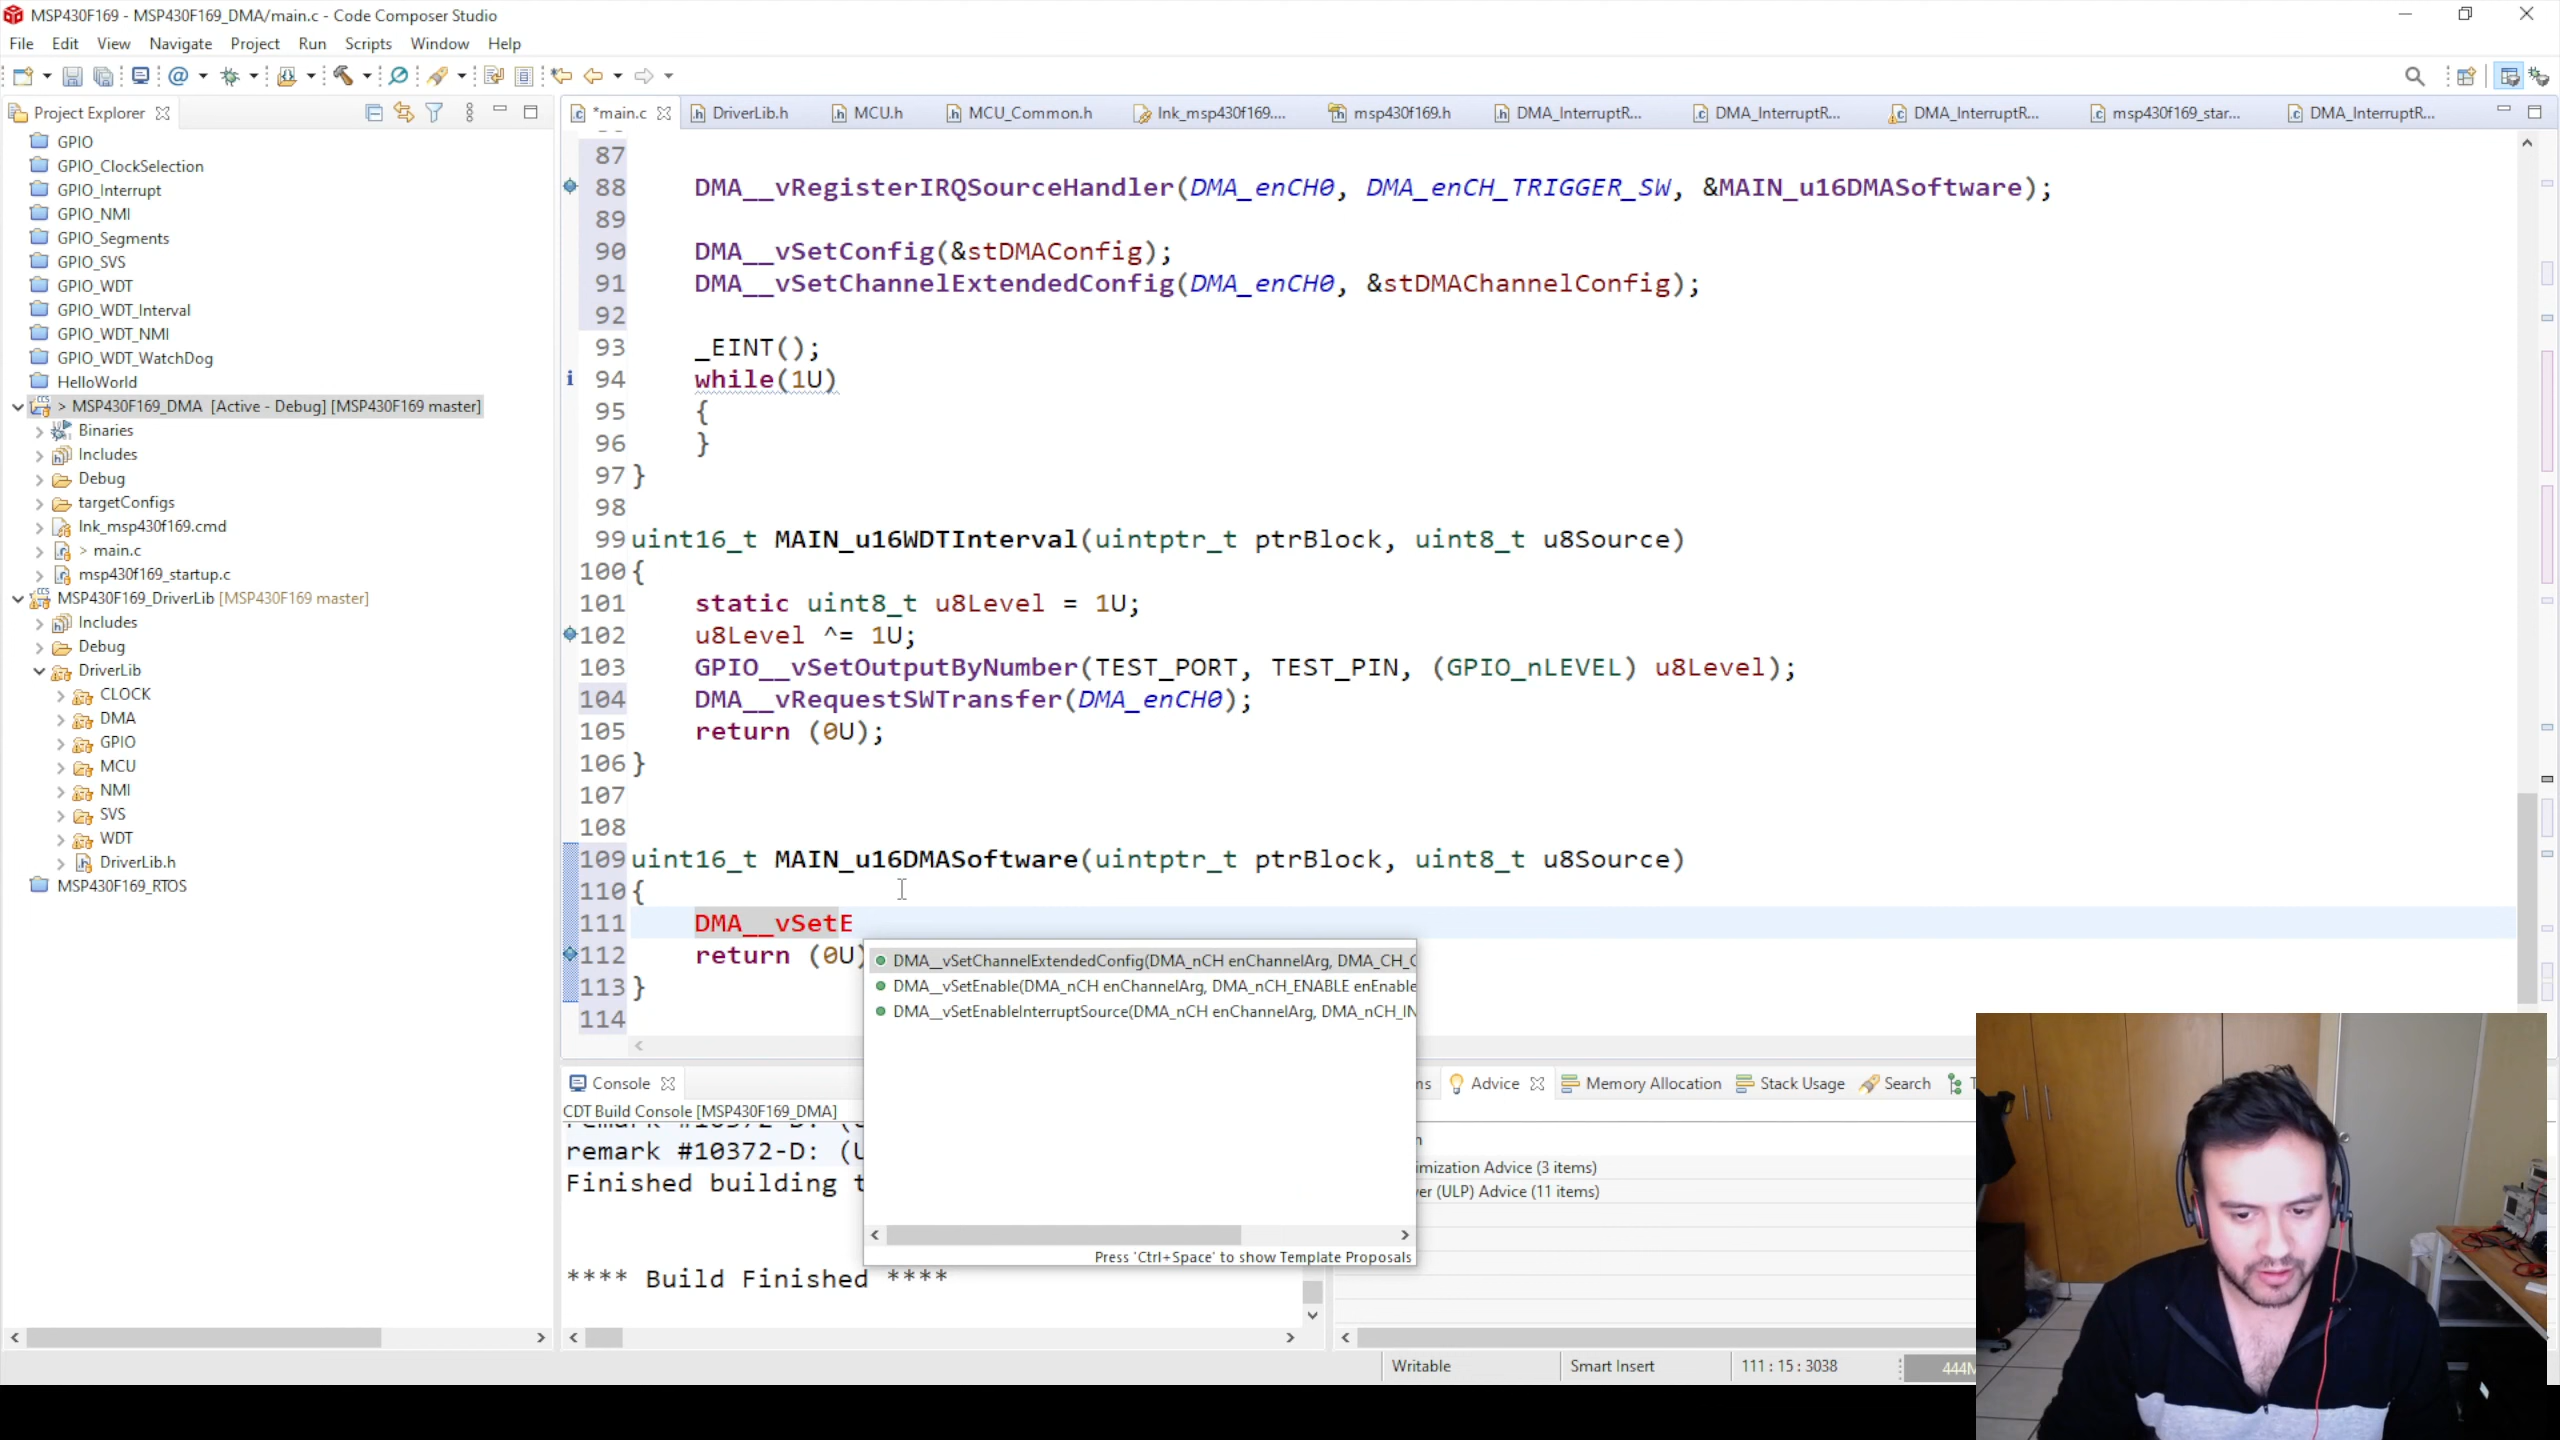 MSP430F169 - MSP430F169_DMA/main.c - Code Composer Studio
File Edit View Navigate Project Run Scripts Window Help
Project Explorer
*main.c DriverLib.h MCU.h MCU_Common.h lnk_msp430f169.... msp430f169.h DMA_InterruptR... DMA_InterruptR... DMA_InterruptR... msp430f169_star... DMA_InterruptR...
GPIO
GPIO_ClockSelection
GPIO_Interrupt
GPIO_NMI
GPIO_Segments
GPIO_SVS
GPIO_WDT
GPIO_WDT_Interval
GPIO_WDT_NMI
GPIO_WDT_WatchDog
HelloWorld
> MSP430F169_DMA [Active - Debug] [MSP430F169 master]
Binaries
Includes
Debug
targetConfigs
lnk_msp430f169.cmd
> main.c
msp430f169_startup.c
MSP430F169_DriverLib [MSP430F169 master]
Includes
Debug
DriverLib
CLOCK
DMA
GPIO
MCU
NMI
SVS
WDT
DriverLib.h
MSP430F169_RTOS
87
88 DMA__vRegisterIRQSourceHandler(DMA_enCH0, DMA_enCH_TRIGGER_SW, &MAIN_u16DMASoftware);
89
90 DMA__vSetConfig(&stDMAConfig);
91 DMA__vSetChannelExtendedConfig(DMA_enCH0, &stDMAChannelConfig);
92
93 _EINT();
94 while(1U)
95 {
96 }
97 }
98
99 uint16_t MAIN_u16WDTInterval(uintptr_t ptrBlock, uint8_t u8Source)
100 {
101 static uint8_t u8Level = 1U;
102 u8Level ^= 1U;
103 GPIO__vSetOutputByNumber(TEST_PORT, TEST_PIN, (GPIO_nLEVEL) u8Level);
104 DMA__vRequestSWTransfer(DMA_enCH0);
105 return (0U);
106 }
107
108
109 uint16_t MAIN_u16DMASoftware(uintptr_t ptrBlock, uint8_t u8Source)
110 {
111 DMA__vSetE
112 return (0U)
113 }
114
DMA__vSetChannelExtendedConfig(DMA_nCH enChannelArg, DMA_CH_C
DMA__vSetEnable(DMA_nCH enChannelArg, DMA_nCH_ENABLE enEnable
DMA__vSetEnableInterruptSource(DMA_nCH enChannelArg, DMA_nCH_IN
Press 'Ctrl+Space' to show Template Proposals
Console
CDT Build Console [MSP430F169_DMA]
remark #10372-D: (U
Finished building t
**** Build Finished ****
ms Advice Memory Allocation Stack Usage Search
imization Advice (3 items)
er (ULP) Advice (11 items)
Writable Smart Insert 111 : 15 : 3038 444M